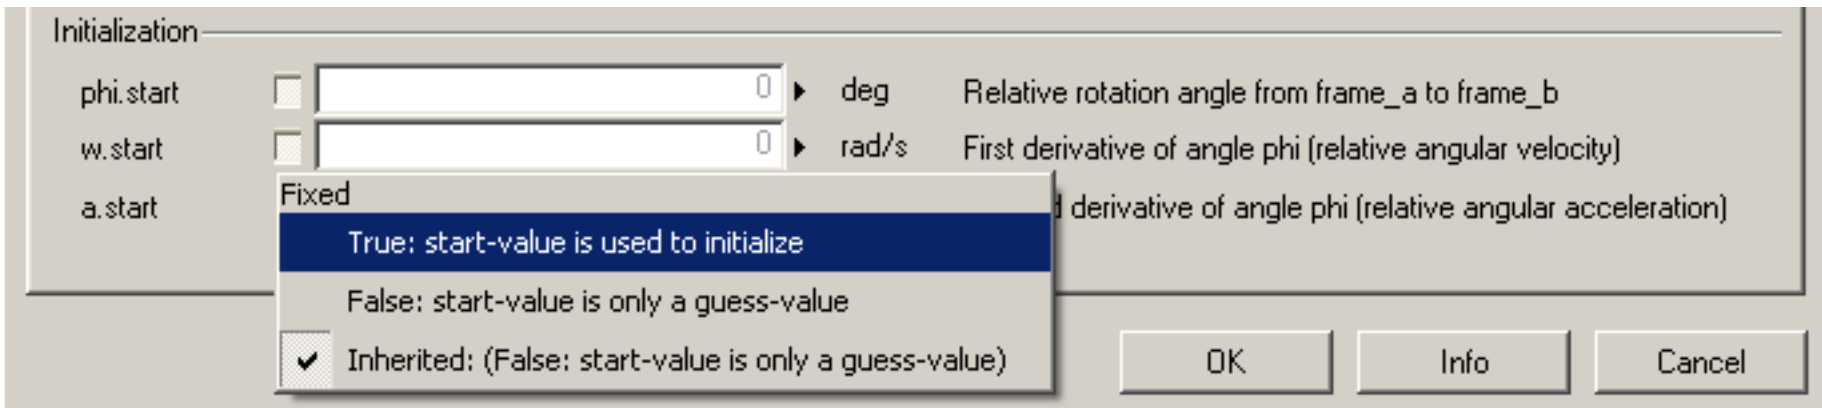 Initialization
phi.start 0 deg Relative rotation angle from frame_a to frame_b
w.start 0 rad/s First derivative of angle phi (relative angular velocity)
a.start derivative of angle phi (relative angular acceleration)
Fixed
True: start-value is used to initialize
False: start-value is only a guess-value
Inherited: (False: start-value is only a guess-value)
OK Info Cancel